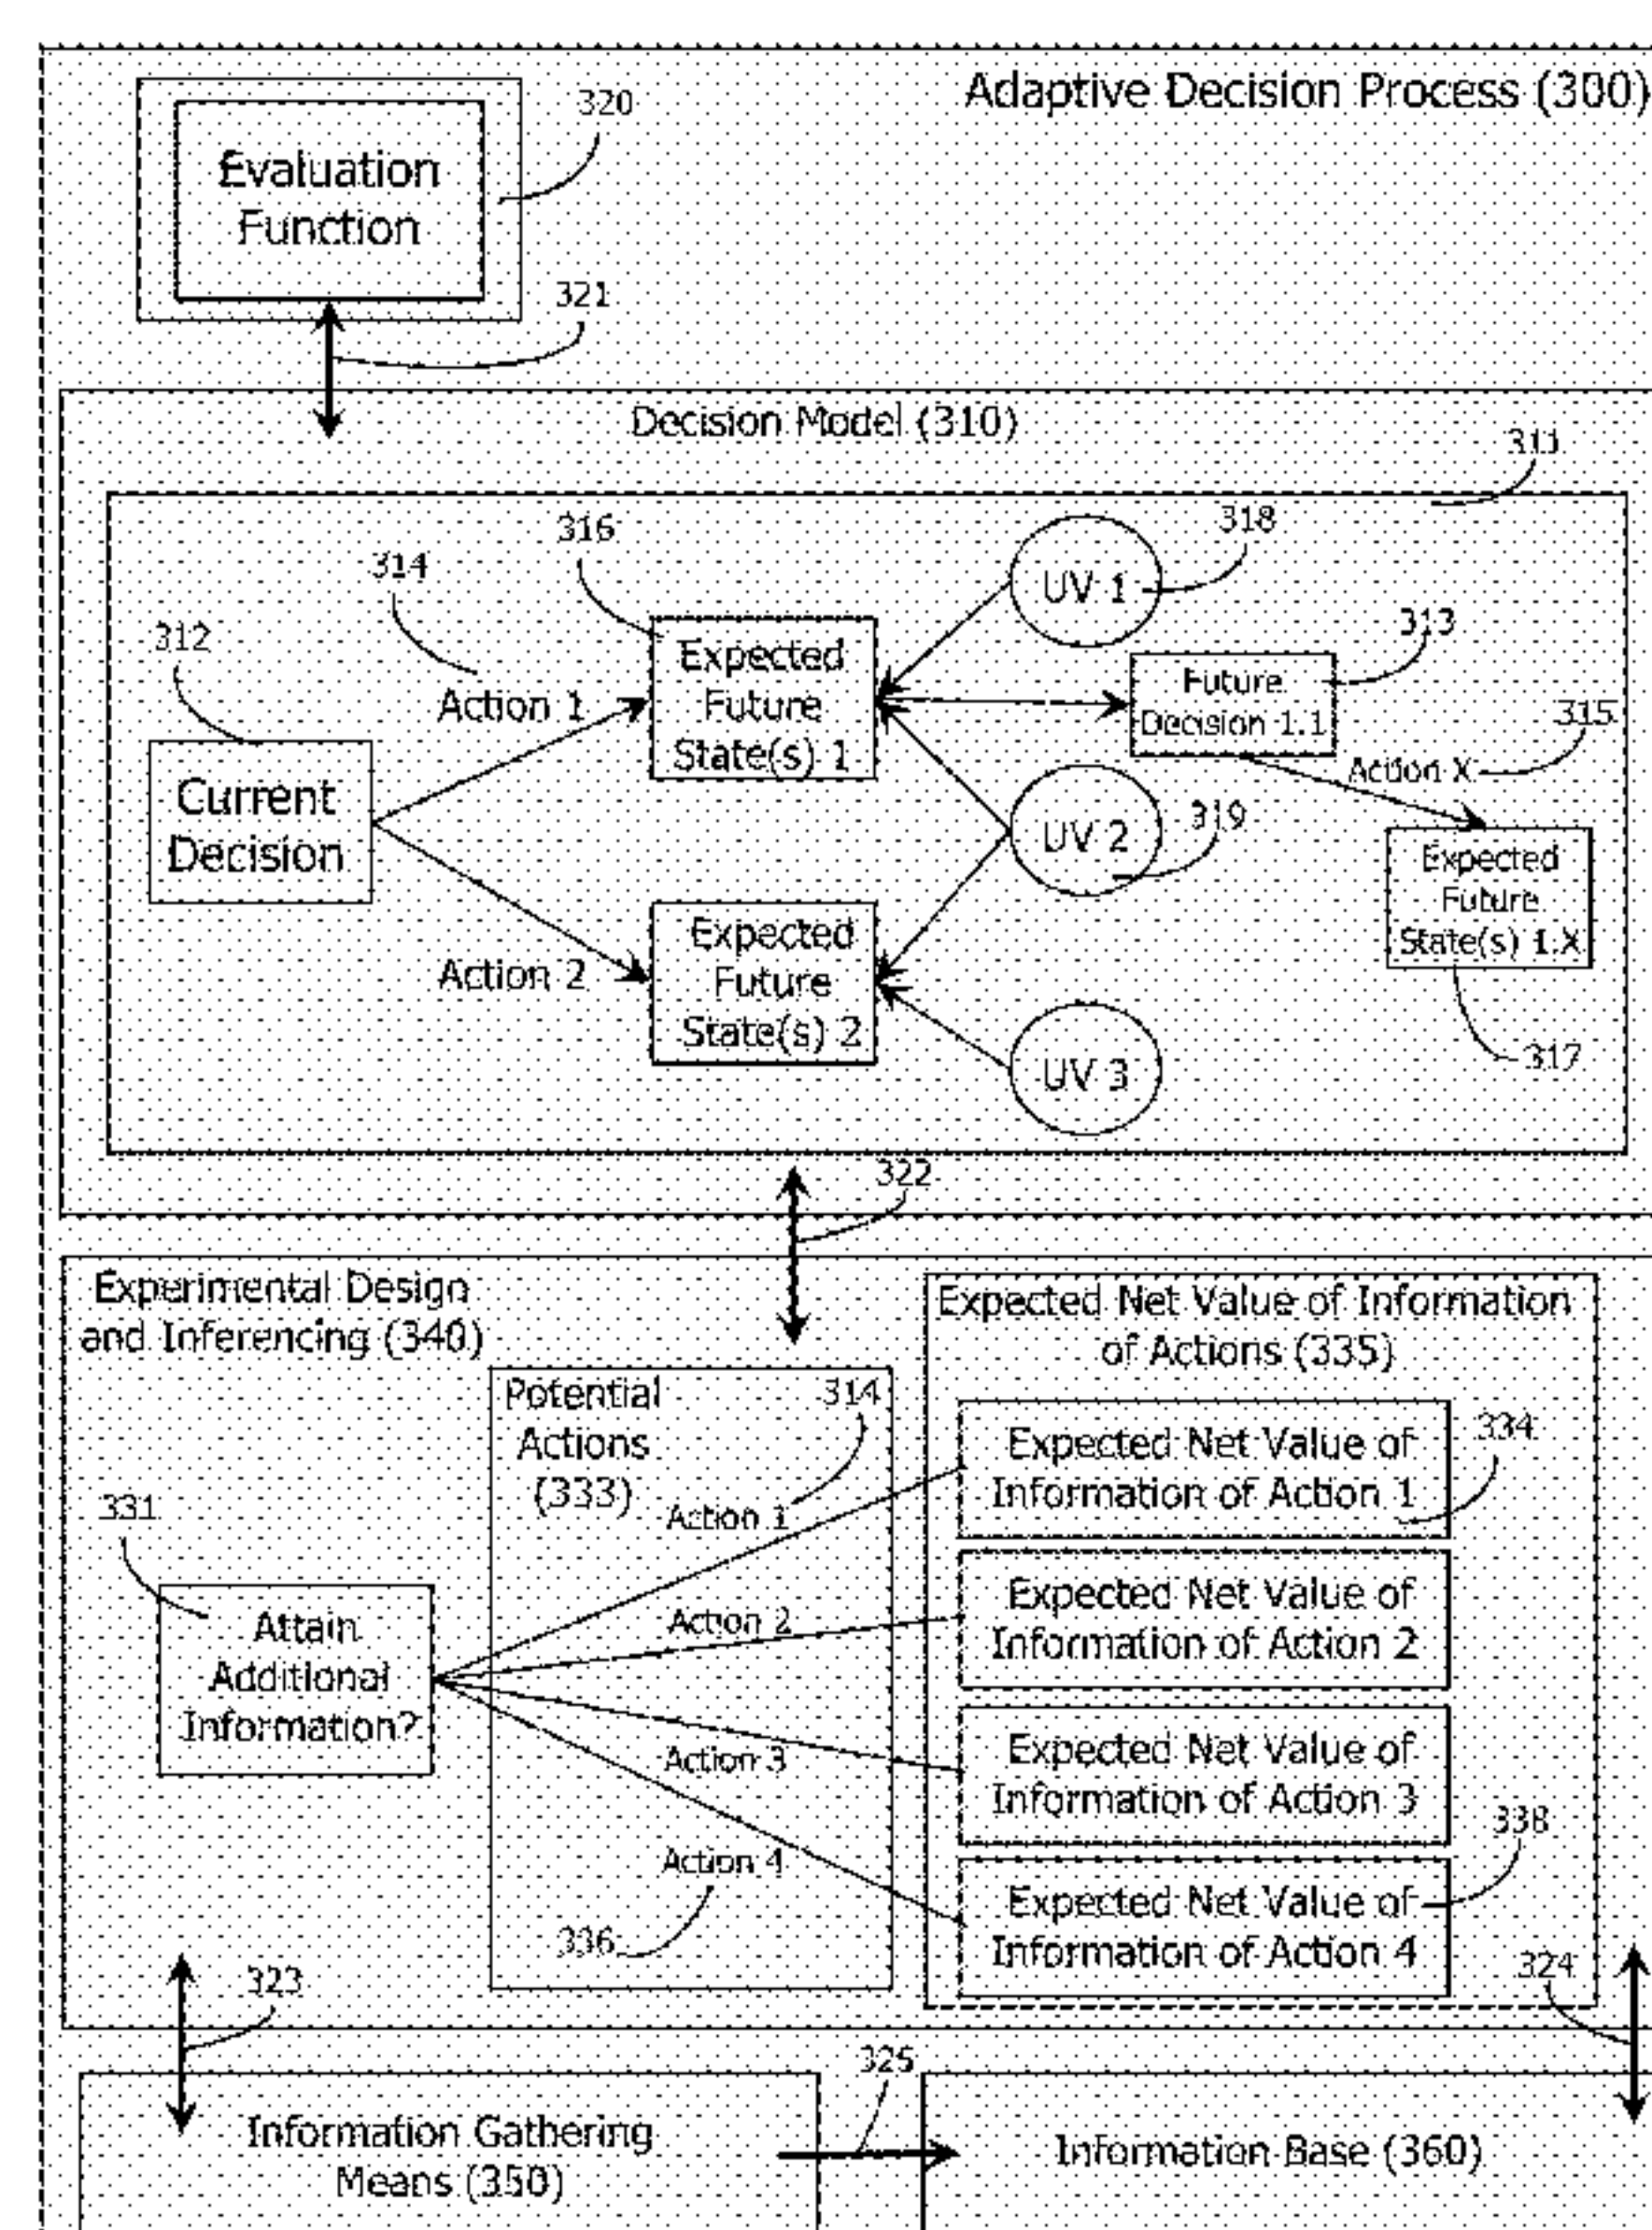 Adaptive Decision Process (300)
320
Evaluation
Function
321
Decision Model (310)
311
316
318
314
UV 1
312
313
Expected
Future
State(s) 1
Future
Decision 1.1
Action 1
315
Action X
Current
Decision
UV 2
319
Expected
Future
State(s) 1.X
Expected
Future
State(s) 2
Action 2
UV 3
317
322
Experimental Design
and Inferencing (340)
Expected Net Value of Information
of Actions (335)
Potential
Actions
(333)
314
334
Expected Net Value of
Information of Action 1
Action 1
331
Attain
Additional
Information?
Action 2
Expected Net Value of
Information of Action 2
Action 3
Expected Net Value of
Information of Action 3
338
Action 4
Expected Net Value of
Information of Action 4
336
323
324
325
Information Gathering
Means (350)
Information Base (360)